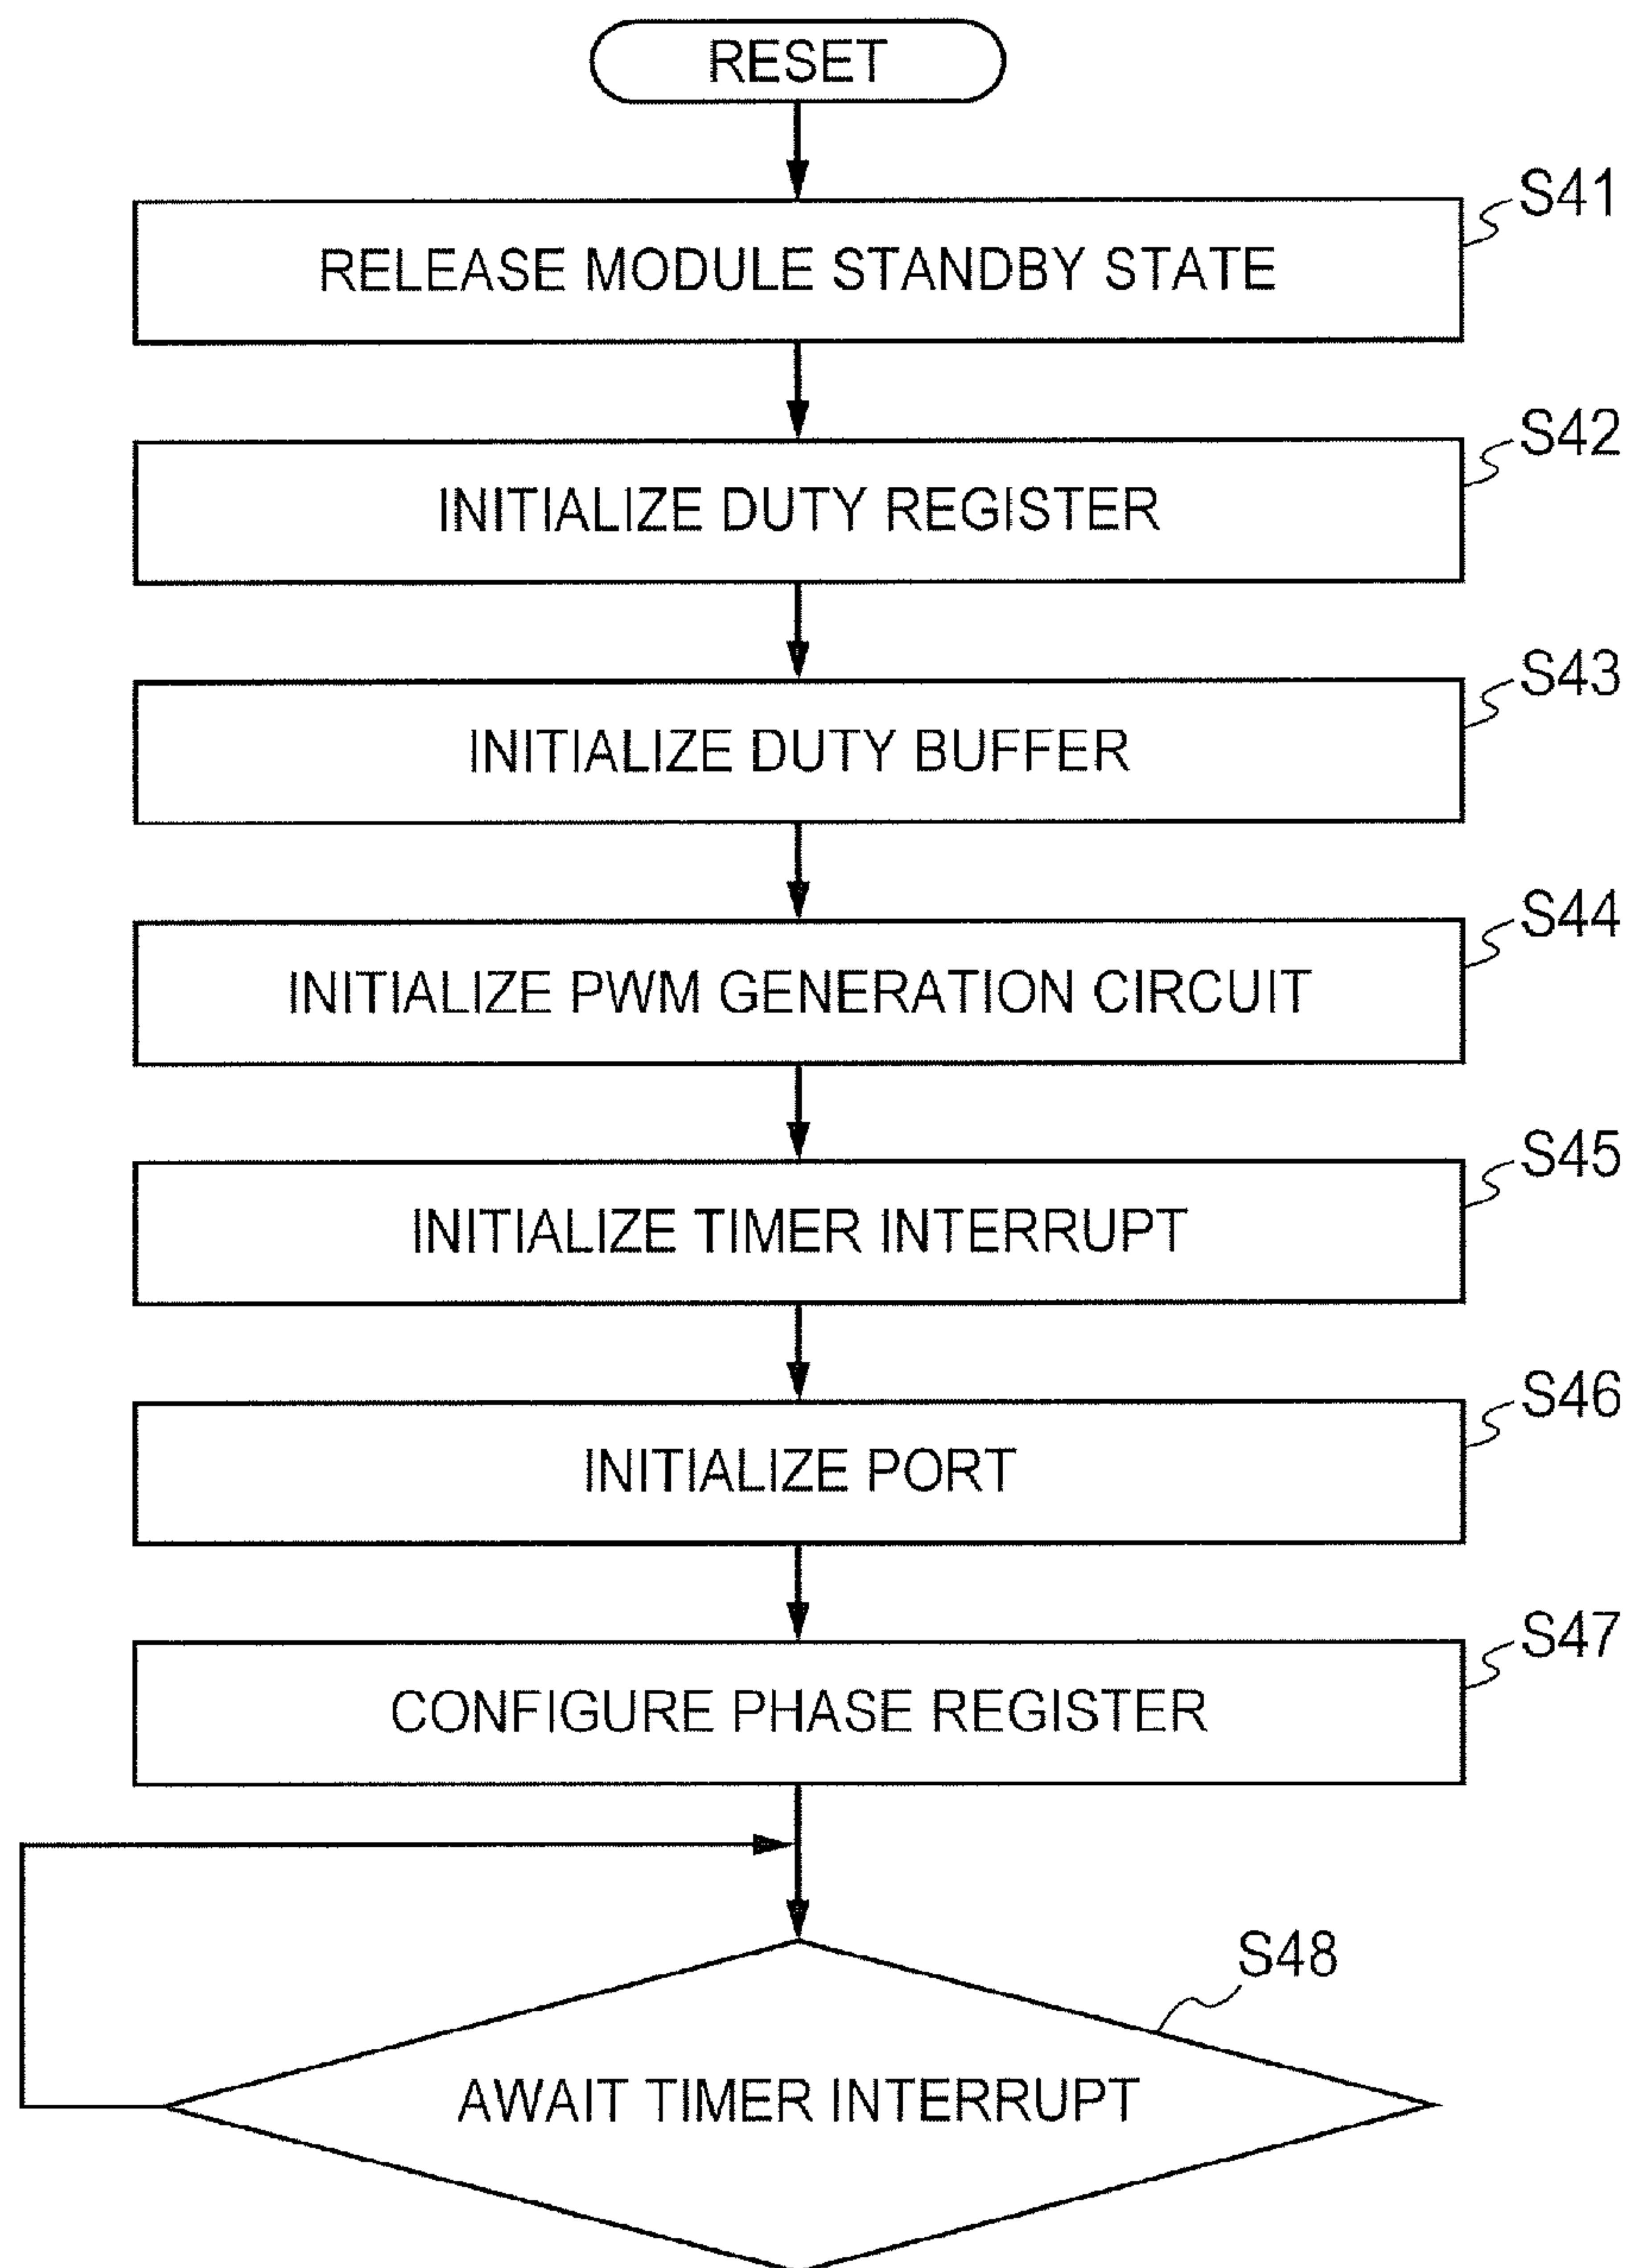 RESET
S41
RELEASE MODULE STANDBY STATE
S42
INITIALIZE DUTY REGISTER
S43
INITIALIZE DUTY BUFFER
S44
INITIALIZE PWM GENERATION CIRCUIT
S45
INITIALIZE TIMER INTERRUPT
S46
INITIALIZE PORT
S47
CONFIGURE PHASE REGISTER
S48
AWAIT TIMER INTERRUPT